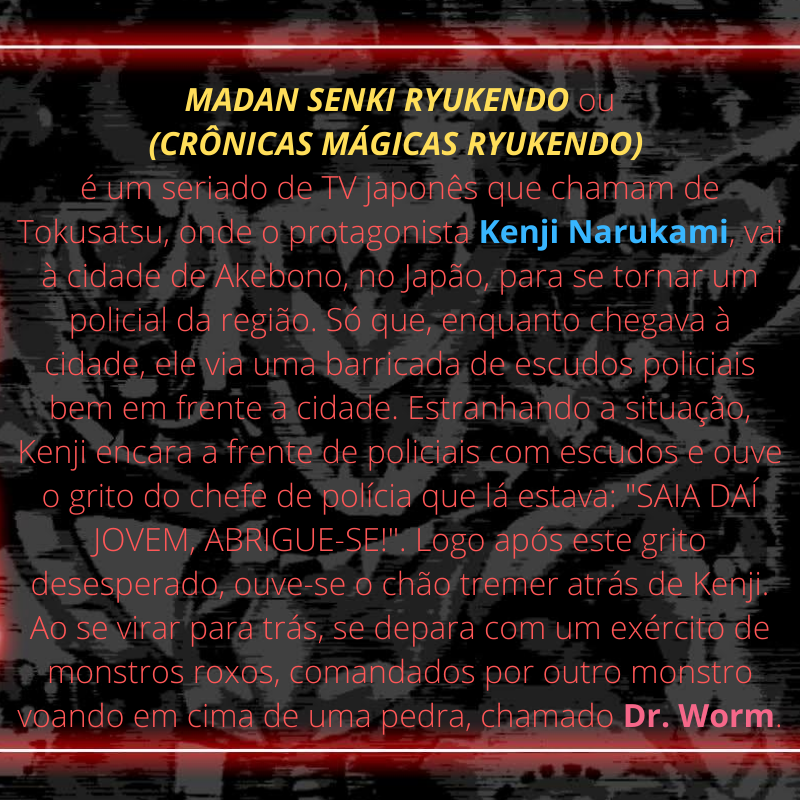 MADAN SENKI RYUKENDO ou
(CRÔNICAS MÁGICAS RYUKENDO)
é um seriado de TV japonês que chamam de
Tokusatsu, onde o protagonista Kenji Narukami, vai
à cidade de Akebono, no Japão, para se tornar um
policial da região. Só que, enquanto chegava à
cidade, ele via uma barricada de escudos policiais
bem em frente a cidade. Estranhando a situação,
Kenji encara a frente de policiais com escudos e ouve
o grito do chefe de polícia que lá estava: "SAIA DAÍ
JOVEM, ABRIGUE-SE!". Logo após este grito
desesperado, ouve-se o chão tremer atrás de Kenji.
Ao se virar para trás, se depara com um exército de
monstros roxos, comandados por outro monstro
voando em cima de uma pedra, chamado Dr. Worm.